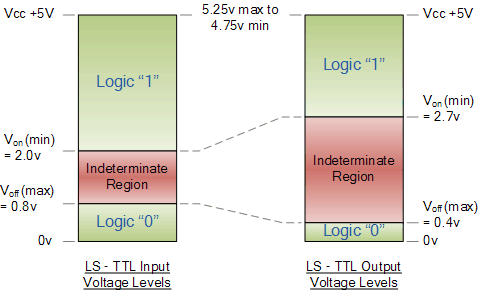 Vcc +5V
5.25v max to
4.75v min
Vcc +5V
Logic “1”
Logic “1”
Von (min)
= 2.0v
Von (min)
= 2.7v
Indeterminate
Region
Indeterminate
Region
Voff (max)
= 0.8v
Voff (max)
= 0.4v
Logic “0”
Logic “0”
0v
0v
LS - TTL Input
Voltage Levels
LS - TTL Output
Voltage Levels